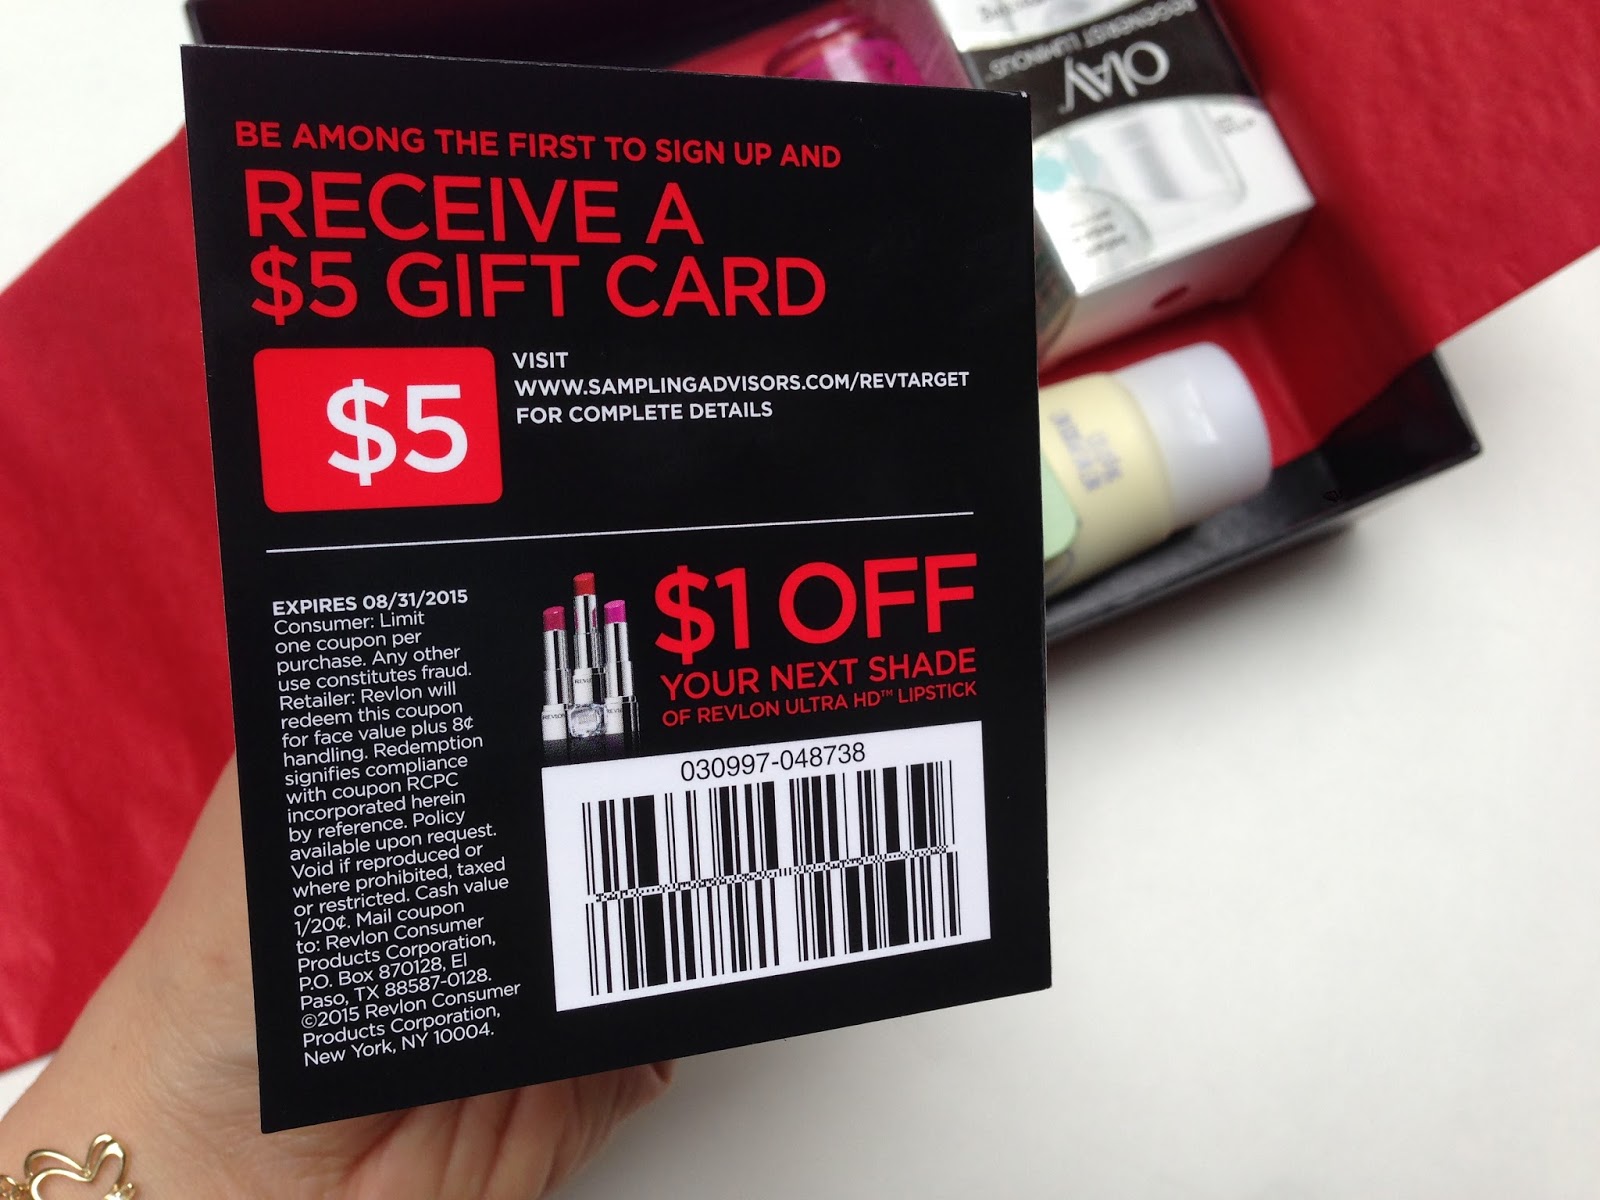 BE AMONG THE FIRST TO SIGN UP AND
RECEIVE A
$5 GIFT CARD
$5
VISIT
WWW.SAMPLINGADVISORS.COM/REVTARGET
FOR COMPLETE DETAILS
EXPIRES 08/31/2015
Consumer: Limit
one coupon per
purchase. Any other
use constitutes fraud.
Retailer: Revlon will
redeem this coupon
for face value plus 8¢
handling. Redemption
signifies compliance
with coupon RCPC
incorporated herein
by reference. Policy
available upon request.
Void if reproduced or
where prohibited, taxed
or restricted. Cash value
1/20¢. Mail coupon
to: Revlon Consumer
Products Corporation,
P.O. Box 870128, El
Paso, TX 88587-0128.
©2015 Revlon Consumer
Products Corporation,
New York, NY 10004.
$1 OFF
YOUR NEXT SHADE
OF REVLON ULTRA HD™ LIPSTICK
REVLON
030997-048738
OLAY
REGENERIST LUMINOUS™